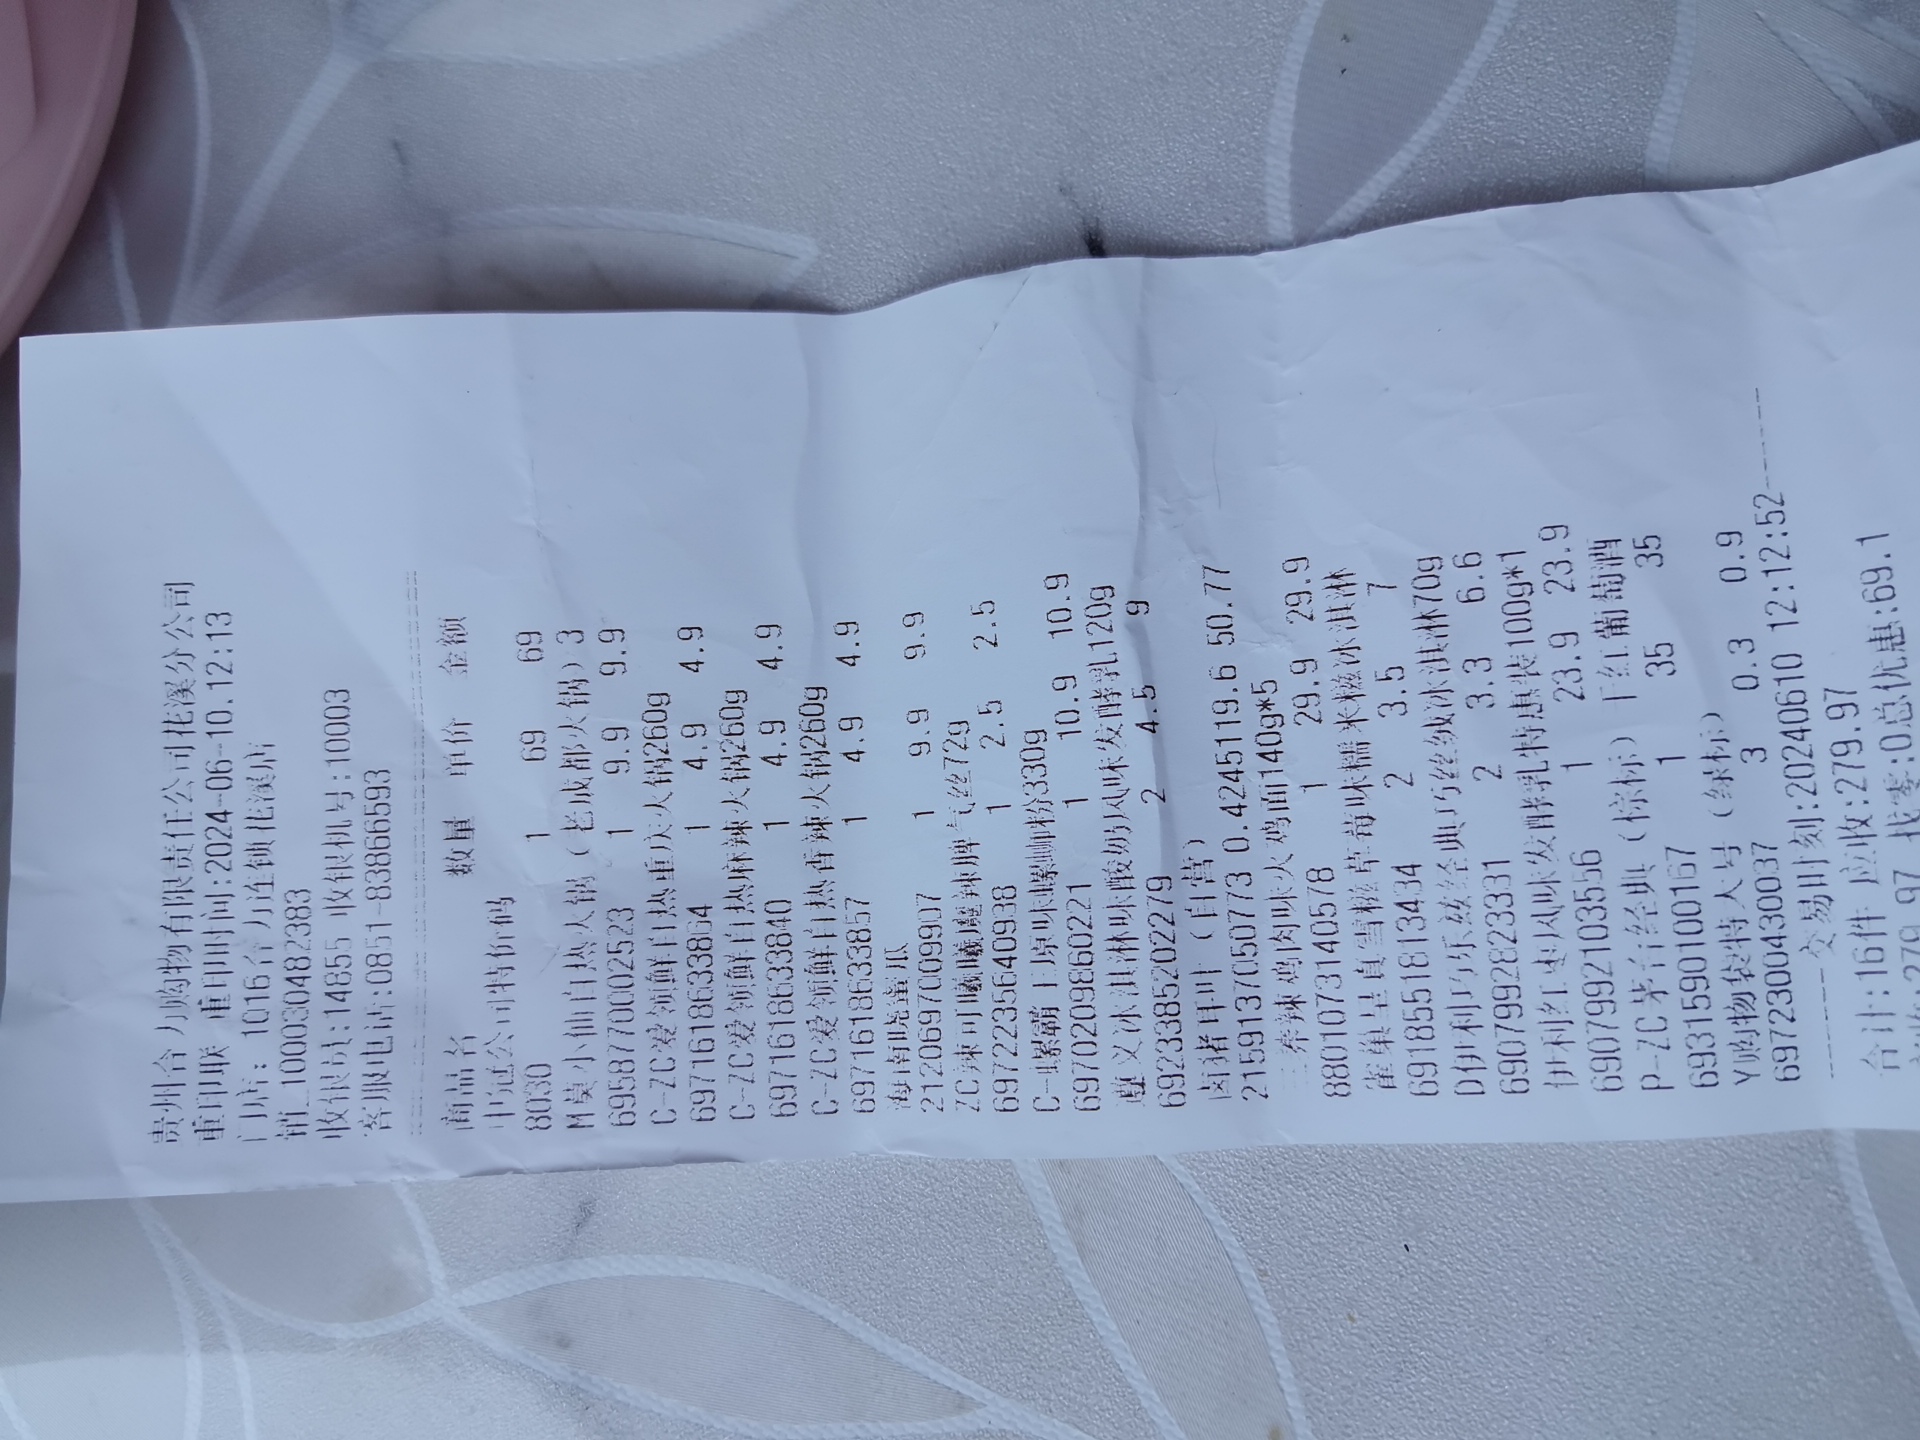 贵州合力购物有限责任公司花溪分公司
重印联 重印时间:2024-06-10.12:13
门店: 1016合力连锁花溪店
销_100030482383
收银员:14855 收银机号:10003
客服电话:0851-83866593
商品名 数量 单价 金额
中冠公司特价码
8030 1 69 69
M莫小仙自热火锅(老成都火锅)3
6958770002523 1 9.9 9.9
C-ZC爱领鲜自热重庆火锅260g
6971618633864 1 4.9 4.9
C-ZC爱领鲜自热麻辣火锅260g
6971618633840 1 4.9 4.9
C-ZC爱领鲜自热香辣火锅260g
6971618633857 1 4.9 4.9
海南晓蜜瓜
2120697099907 1 9.9 9.9
ZC辣可曦魔辣脾气丝72g
6972235640938 1 2.5 2.5
C-螺霸王原味螺蛳粉330g
6970209860221 1 10.9 10.9
遵义冰淇淋味酸奶风味发酵乳120g
6923385202279 2 4.5 9
卤猪耳叶(自营)
2159137050773 0.4245119.6 50.77
三养辣鸡肉味火鸡面140g*5
8801073140578 1 29.9 29.9
雀巢呈真雪糍草莓味糯米糍冰淇淋
6918551813434 2 3.5 7
D伊利巧乐兹经典巧丝绒冰淇淋70g
6907992823331 2 3.3 6.6
伊利红枣风味发酵乳特惠装100g*1
6907992103556 1 23.9 23.9
P-ZC茅台经典(棕标)干红葡萄酒
6931590100167 1 35 35
Y购物袋特大号(绿标)
6972300430037 3 0.3 0.9
-----交易时刻:20240610 12:12:52-----
合计:16件 应收:279.97
279.97 找零:0总优惠:69.1